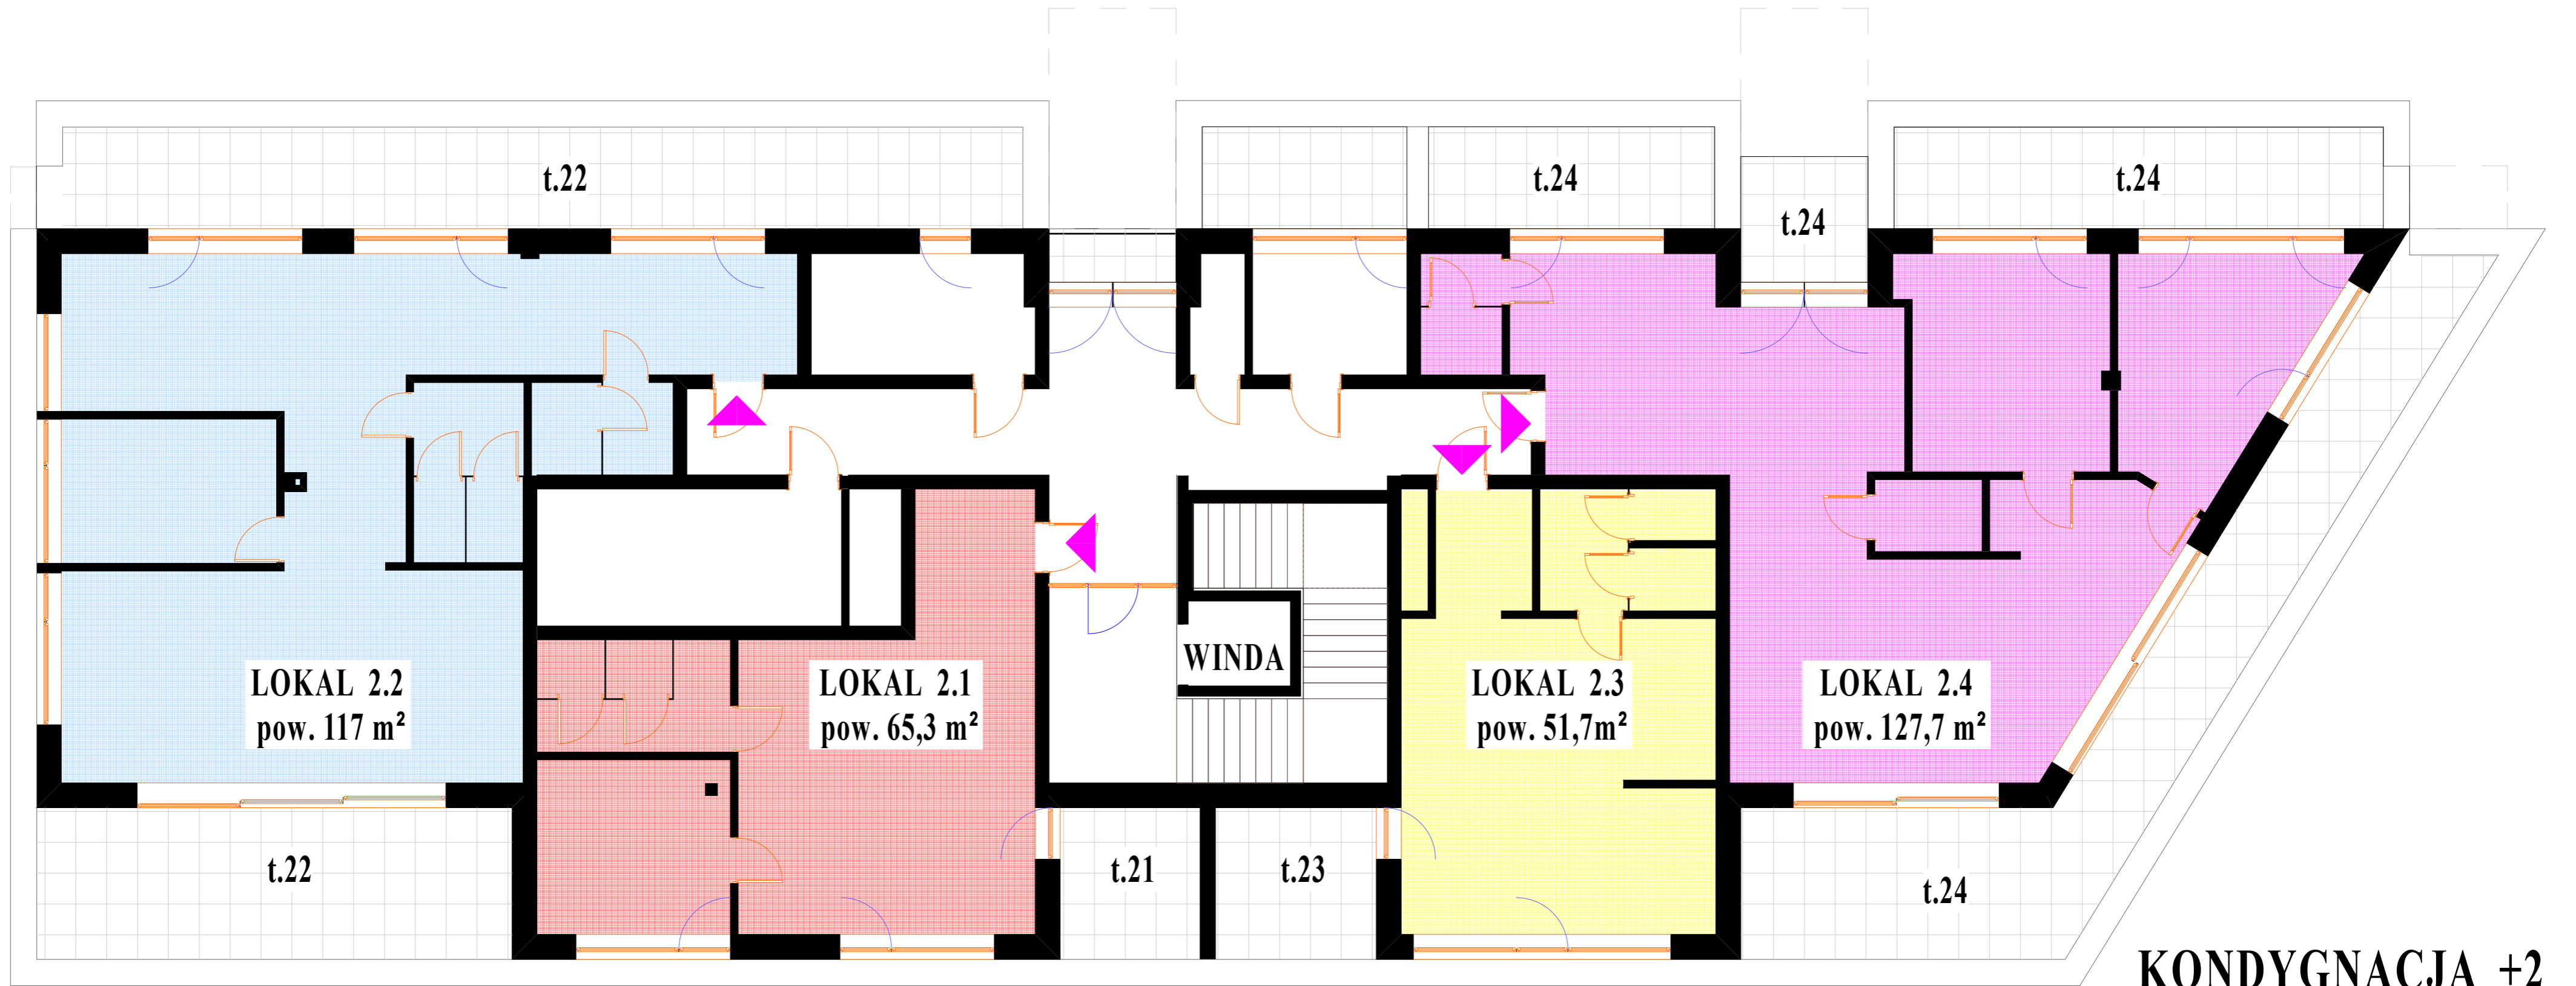 t.22
t.24
t.24
t.24
WINDA
LOKAL 2.2
pow. 117 m²
LOKAL 2.1
pow. 65,3 m²
LOKAL 2.3
pow. 51,7m²
LOKAL 2.4
pow. 127,7 m²
t.22
t.21
t.23
t.24
KONDYGNACJA +2